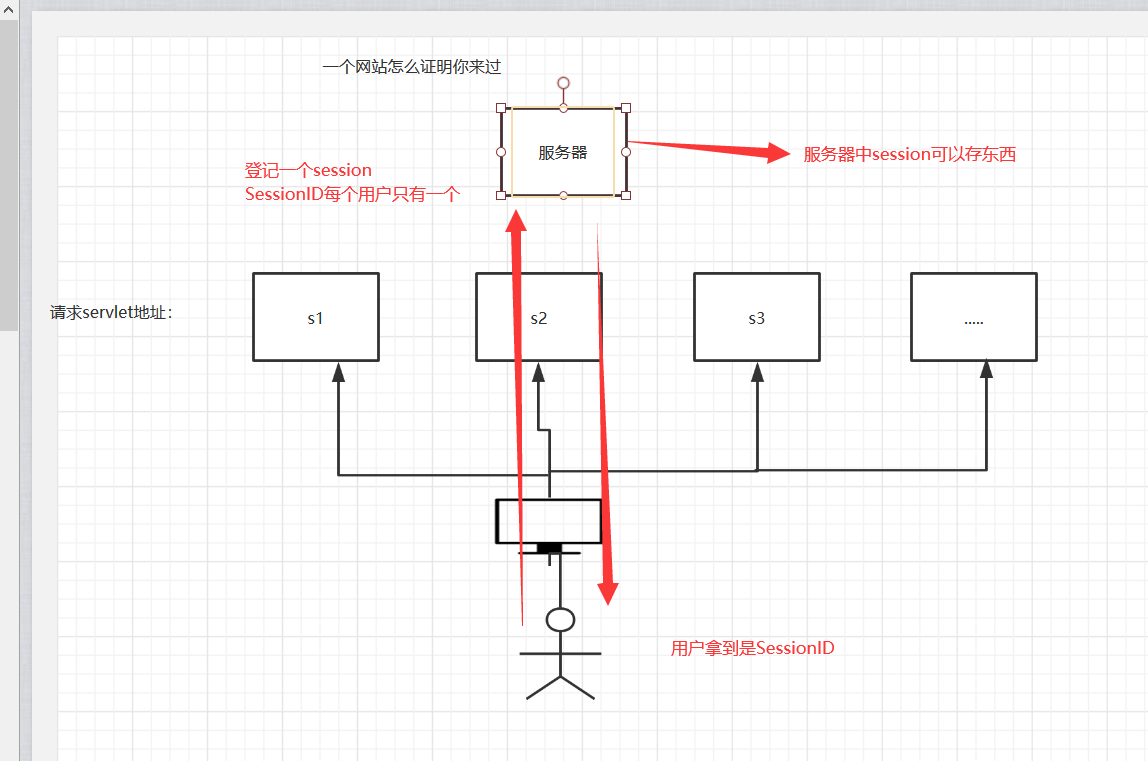 一个网站怎么证明你来过
服务器
服务器中session可以存东西
登记一个session
SessionID每个用户只有一个
请求servlet地址：
s1
s2
s3
.....
用户拿到是SessionID